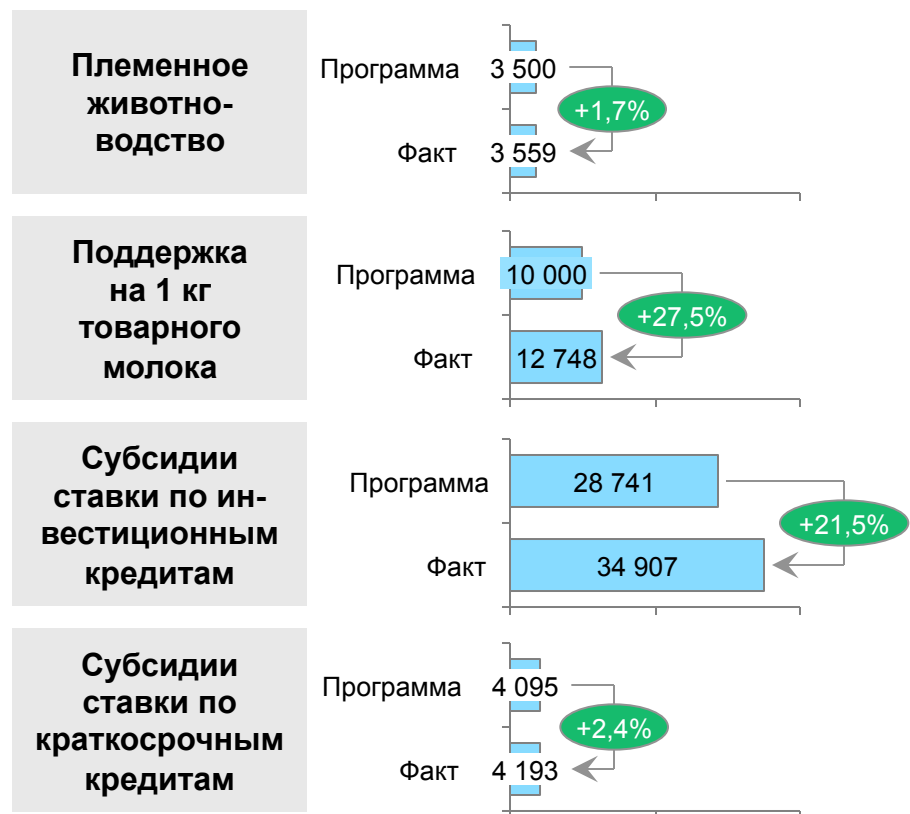 Племенное
животно-
водство
Программа
3 500
+1,7%
Факт
3 559
Поддержка
на 1 кг
товарного
молока
Программа
10 000
+27,5%
Факт
12 748
Субсидии
ставки по ин-
вестиционным
кредитам
Программа
28 741
+21,5%
Факт
34 907
Субсидии
ставки по
краткосрочным
кредитам
Программа
4 095
+2,4%
Факт
4 193